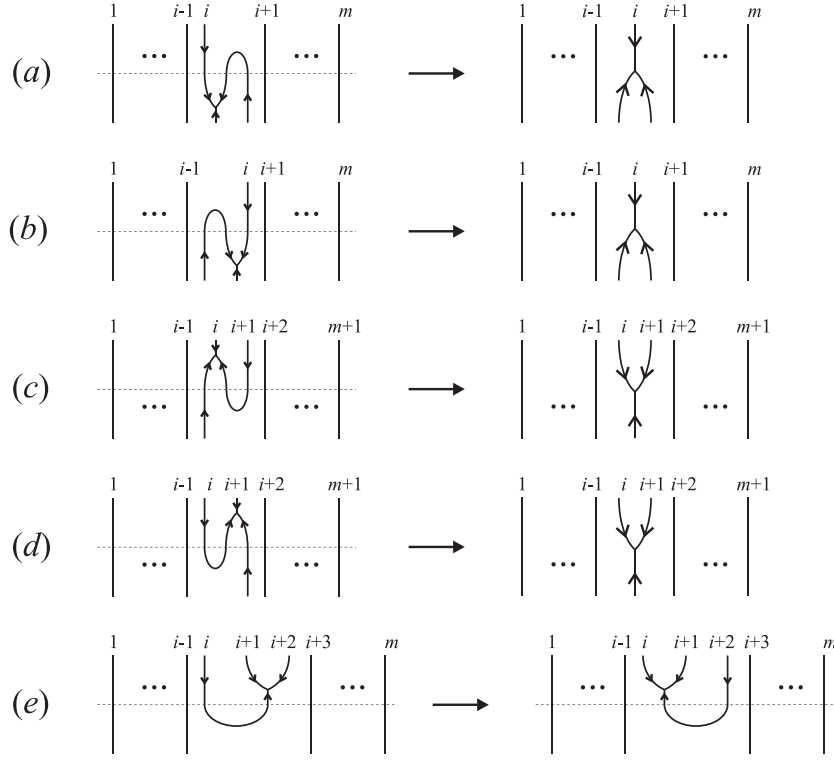 1 i-1 i i+1 m 1 i-1 i i+1 m
(a) ... ... ... ...
1 i-1 i i+1 m 1 i-1 i i+1 m
(b) ... ... ... ...
1 i-1 i i+1 i+2 m+1 1 i-1 i i+1 i+2 m+1
(c) ... ... ... ...
1 i-1 i i+1 i+2 m+1 1 i-1 i i+1 i+2 m+1
(d) ... ... ... ...
1 i-1 i i+1 i+2 i+3 m 1 i-1 i i+1 i+2 i+3 m
(e) ... ... ... ...